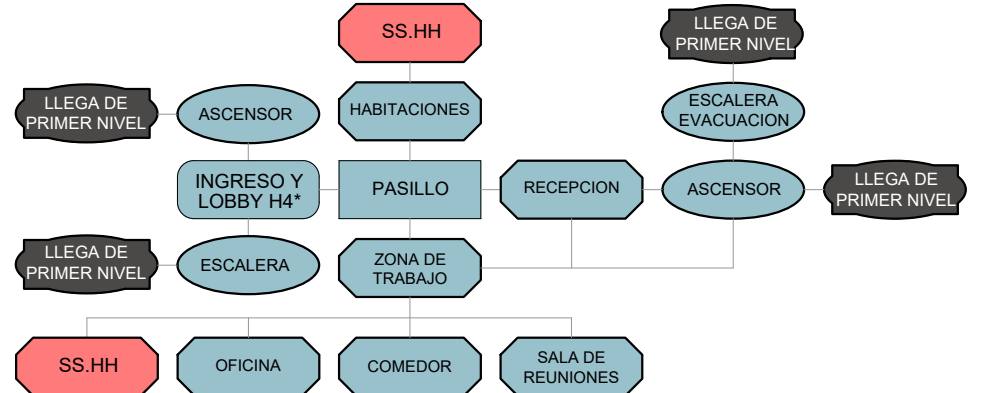 SS.HH
LLEGA DE
PRIMER NIVEL
LLEGA DE
PRIMER NIVEL
ASCENSOR
HABITACIONES
ESCALERA
EVACUACION
INGRESO Y
LOBBY H4*
PASILLO
RECEPCION
ASCENSOR
LLEGA DE
PRIMER NIVEL
LLEGA DE
PRIMER NIVEL
ESCALERA
ZONA DE
TRABAJO
SS.HH
OFICINA
COMEDOR
SALA DE
REUNIONES